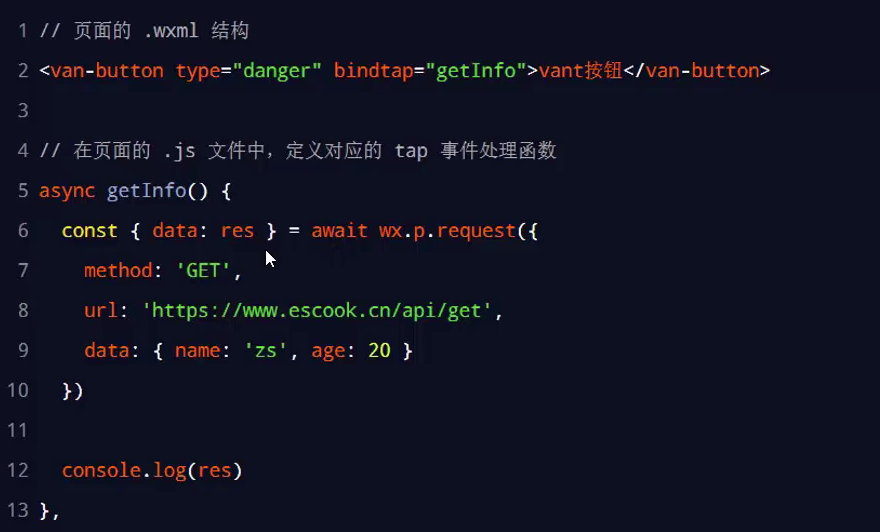 1 // 页面的 .wxml 结构
2 <van-button type="danger" bindtap="getInfo">vant按钮</van-button>
3
4 // 在页面的 .js 文件中，定义对应的 tap 事件处理函数
5 async getInfo() {
6   const { data: res } = await wx.p.request({
7     method: 'GET',
8     url: 'https://www.escook.cn/api/get',
9     data: { name: 'zs', age: 20 }
10   })
11
12   console.log(res)
13 },